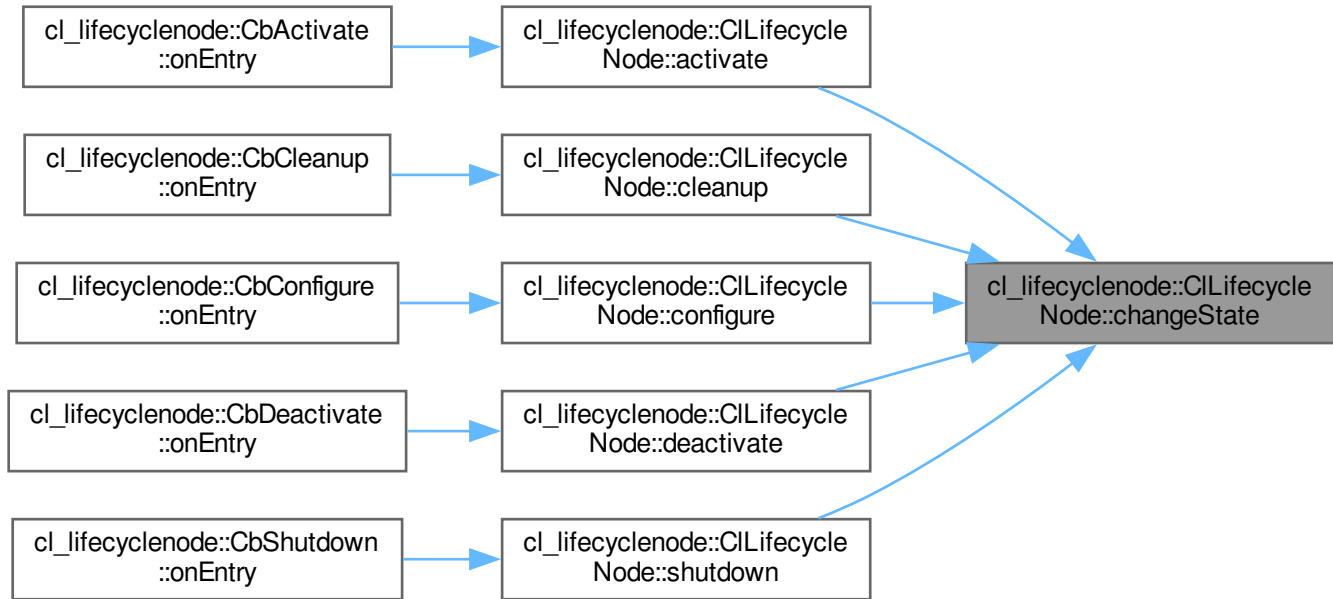 cl_lifecyclenode::CbActivate
::onEntry
cl_lifecyclenode::ClLifecycle
Node::activate
cl_lifecyclenode::CbCleanup
::onEntry
cl_lifecyclenode::ClLifecycle
Node::cleanup
cl_lifecyclenode::CbConfigure
::onEntry
cl_lifecyclenode::ClLifecycle
Node::configure
cl_lifecyclenode::ClLifecycle
Node::changeState
cl_lifecyclenode::CbDeactivate
::onEntry
cl_lifecyclenode::ClLifecycle
Node::deactivate
cl_lifecyclenode::CbShutdown
::onEntry
cl_lifecyclenode::ClLifecycle
Node::shutdown